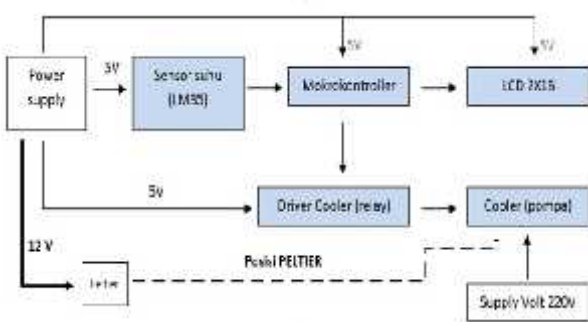 5V
5V
Power
supply
5V
Sensor suhu
(LM35)
Mokrokontroller
LCD 2X16
5v
Driver Cooler (relay)
Cooler (pompa)
12 V
Posisi PELTIER
Supply Volt 220v